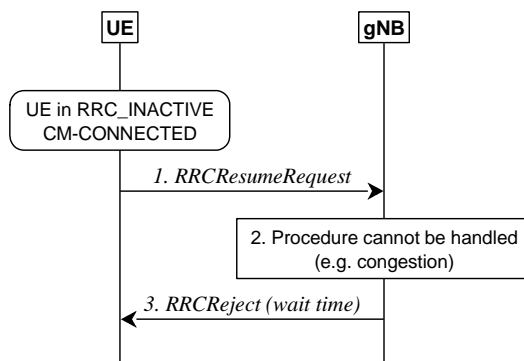 UE
gNB
UE in RRC_INACTIVE
CM-CONNECTED
1. RRCResumeRequest
2. Procedure cannot be handled
(e.g. congestion)
3. RRCReject (wait time)